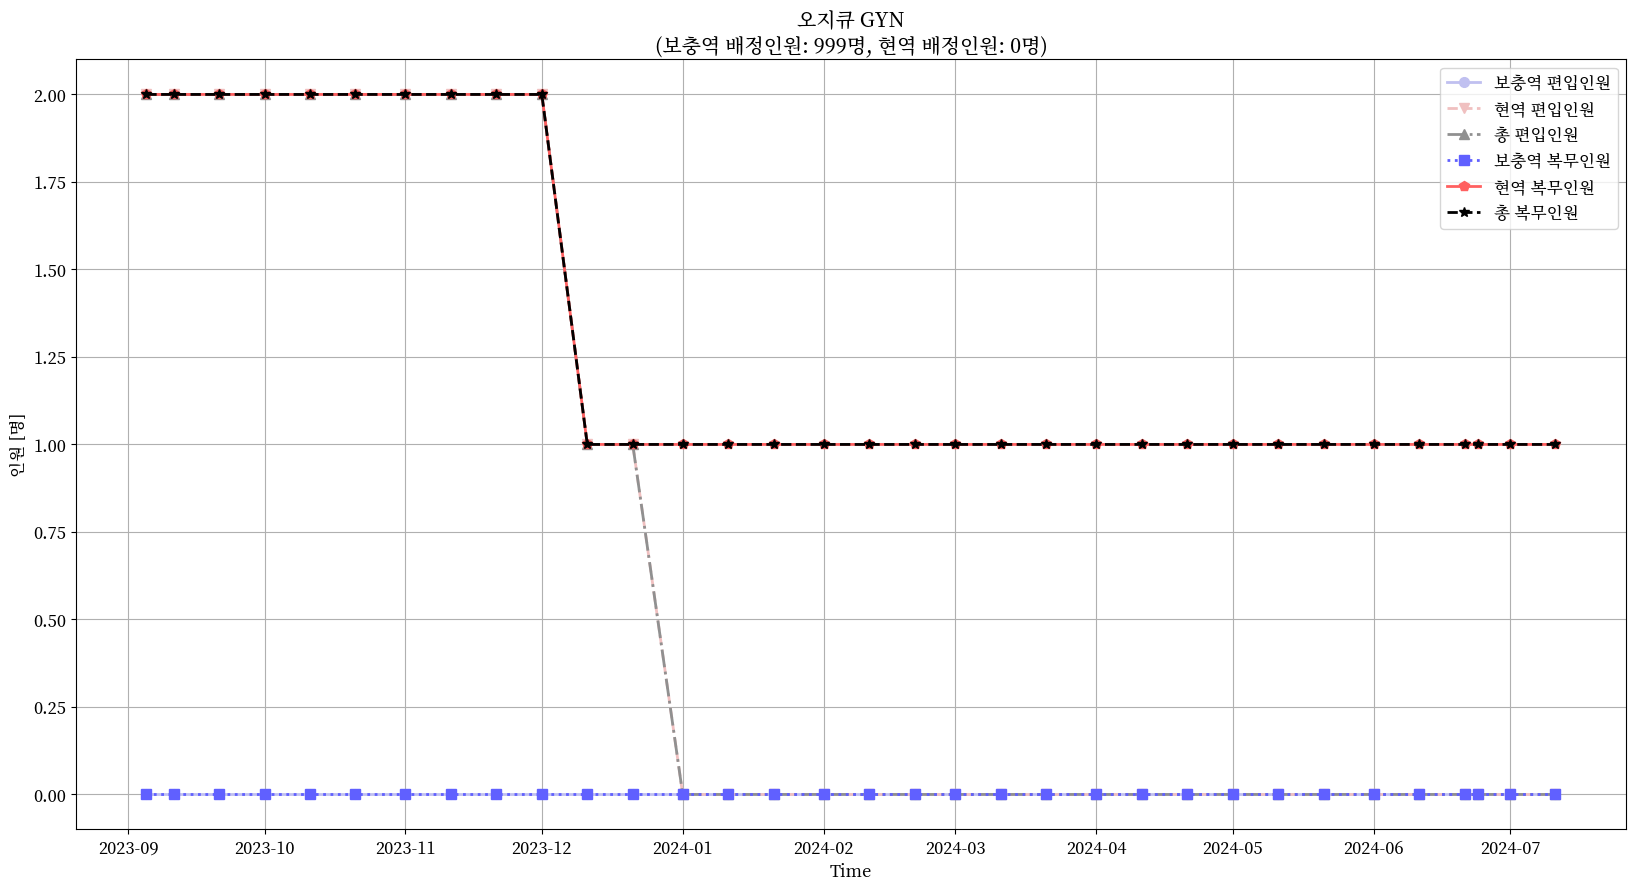 오지큐 GYN
(보충역 배정인원: 999명, 현역 배정인원: 0명)
보충역 편입인원
현역 편입인원
총 편입인원
보충역 복무인원
현역 복무인원
총 복무인원
인원 [명]
2.00
1.75
1.50
1.25
1.00
0.75
0.50
0.25
0.00
2023-09 2023-10 2023-11 2023-12 2024-01 2024-02 2024-03 2024-04 2024-05 2024-06 2024-07
Time